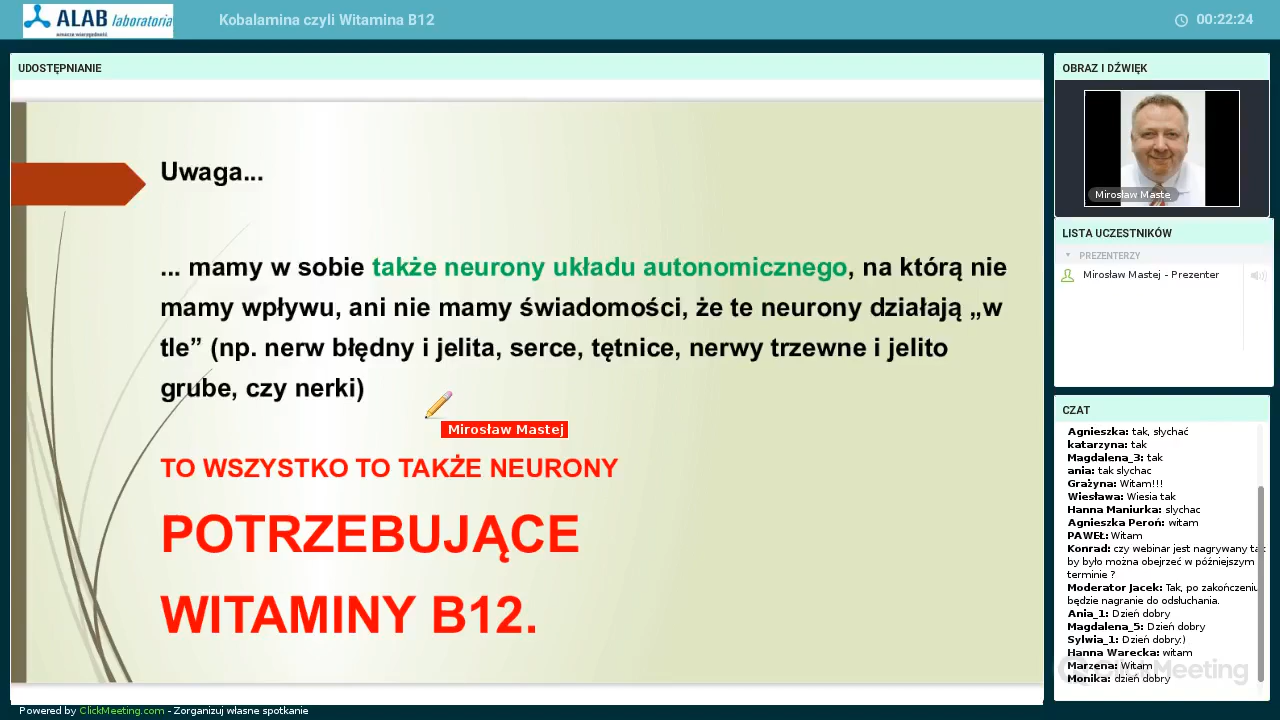 ALAB laboratoria
zawsze wiarygodność
Kobalamina czyli Witamina B12
00:22:24
UDOSTĘPNIANIE
Uwaga...
... mamy w sobie także neurony układu autonomicznego, na którą nie
mamy wpływu, ani nie mamy świadomości, że te neurony działają „w
tle” (np. nerw błędny i jelita, serce, tętnice, nerwy trzewne i jelito
grube, czy nerki)
Mirosław Mastej
TO WSZYSTKO TO TAKŻE NEURONY
POTRZEBUJĄCE
WITAMINY B12.
OBRAZ I DŹWIĘK
Mirosław Maste
LISTA UCZESTNIKÓW
PREZENTERZY
Mirosław Mastej - Prezenter
CZAT
Agnieszka: tak, słychać
katarzyna: tak
Magdalena_3: tak
ania: tak slychac
Grażyna: Witam!!!
Wiesława: Wiesia tak
Hanna Maniurka: slychac
Agnieszka Peroń: witam
PAWEŁ: Witam
Konrad: czy webinar jest nagrywany tak
by było można obejrzeć w późniejszym
terminie ?
Moderator Jacek: Tak, po zakończeniu
będzie nagranie do odsłuchania.
Ania_1: Dzień dobry
Magdalena_5: Dzień dobry
Sylwia_1: Dzień dobry:)
Hanna Warecka: witam
Marzena: Witam
Monika: dzień dobry
ClickMeeting
Powered by ClickMeeting.com - Zorganizuj własne spotkanie